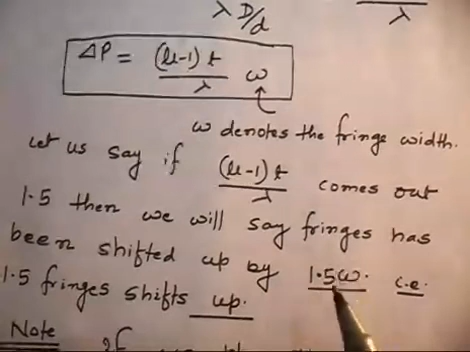 λ D/d
λ
ΔP = (μ-1) t / λ ω
ω denotes the fringe width.
Let us say if (μ-1) t / λ comes out
1.5 then we will say fringes has
been shifted up by 1.5ω. i.e.
1.5 fringes shifts up.
Note
If